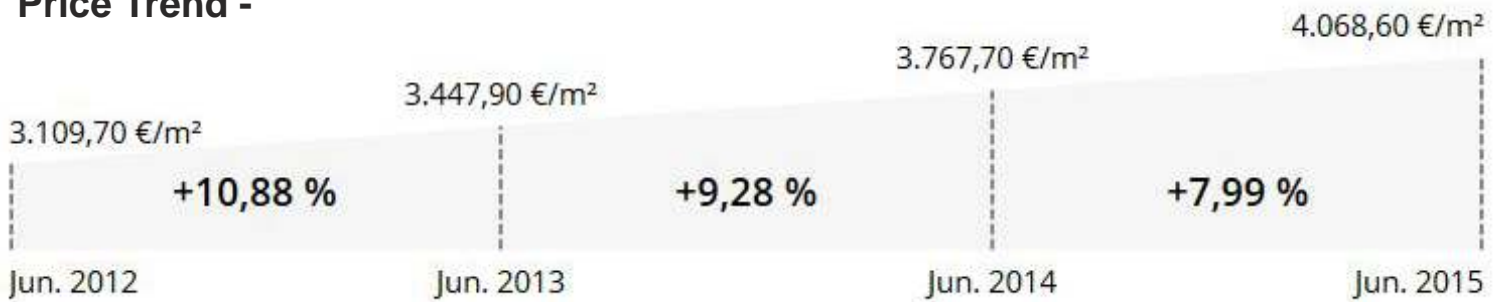 Price Trend -
4.068,60 €/m²
3.767,70 €/m²
3.447,90 €/m²
3.109,70 €/m²
+10,88 % +9,28 % +7,99 %
Jun. 2012 Jun. 2013 Jun. 2014 Jun. 2015